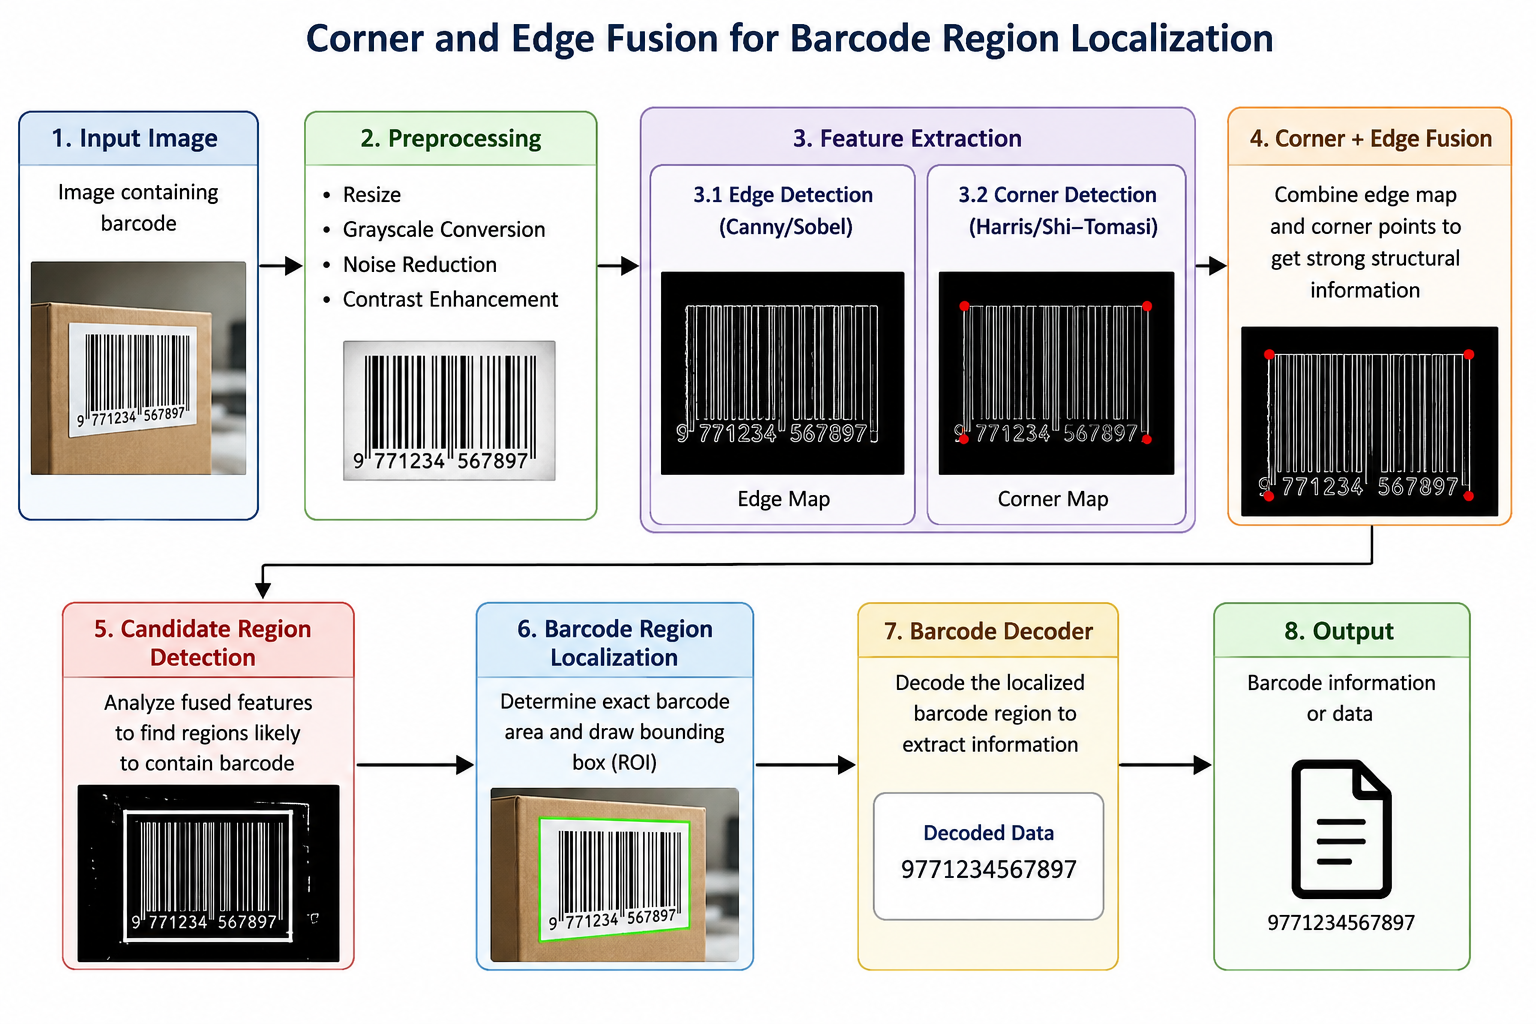 Corner and Edge Fusion for Barcode Region Localization
1. Input Image
Image containing
barcode
9 771234 567897
2. Preprocessing
• Resize
• Grayscale Conversion
• Noise Reduction
• Contrast Enhancement
9 771234 567897
3. Feature Extraction
3.1 Edge Detection
(Canny/Sobel)
9 771234 567897
Edge Map
3.2 Corner Detection
(Harris/Shi–Tomasi)
9 771234 567897
Corner Map
4. Corner + Edge Fusion
Combine edge map
and corner points to
get strong structural
information
9 771234 567897
5. Candidate Region
Detection
Analyze fused features
to find regions likely
to contain barcode
9 771234 567897
6. Barcode Region
Localization
Determine exact barcode
area and draw bounding
box (ROI)
9 771234 567897
7. Barcode Decoder
Decode the localized
barcode region to
extract information
Decoded Data
9771234567897
8. Output
Barcode information
or data
9771234567897